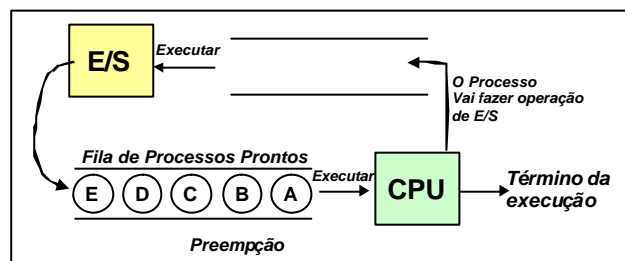 E/S
Executar
O Processo
Vai fazer operação
de E/S
Fila de Processos Prontos
E D C B A
Executar
CPU
Término da
execução
Preempção